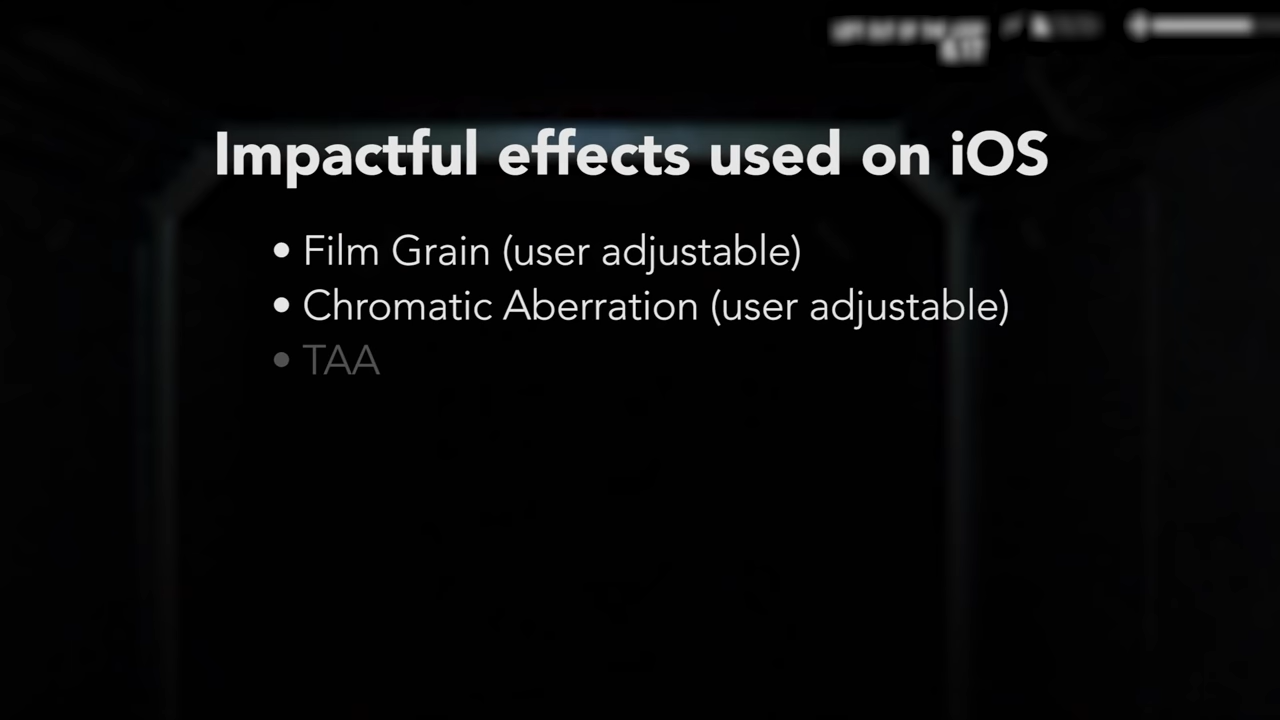 Impactful effects used on iOS
• Film Grain (user adjustable)
• Chromatic Aberration (user adjustable)
• TAA